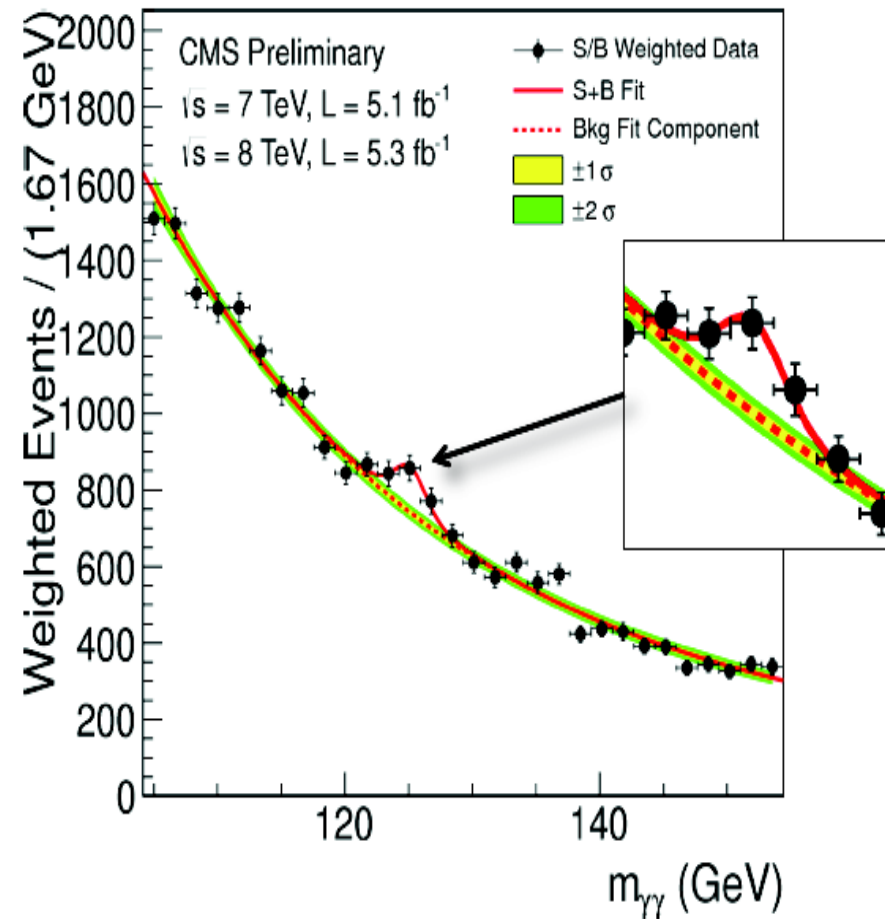 Weighted Events / (1.67 GeV)
2000
1800
1600
1400
1200
1000
800
600
400
200
0
CMS Preliminary
√s = 7 TeV, L = 5.1 fb⁻¹
√s = 8 TeV, L = 5.3 fb⁻¹
S/B Weighted Data
S+B Fit
Bkg Fit Component
±1 σ
±2 σ
120
140
mγγ (GeV)